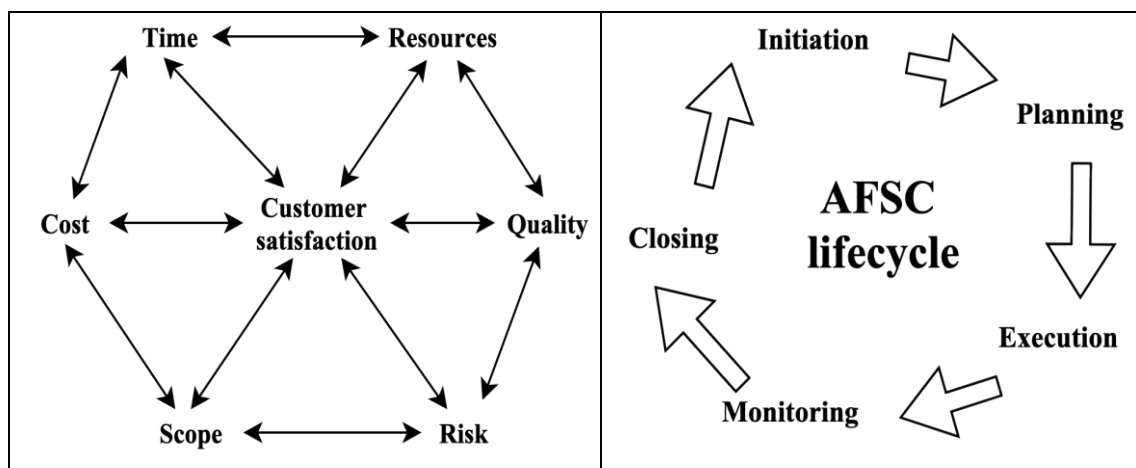 Time
Resources
Cost
Customer
satisfaction
Quality
Scope
Risk
Initiation
Planning
AFSC
lifecycle
Closing
Execution
Monitoring